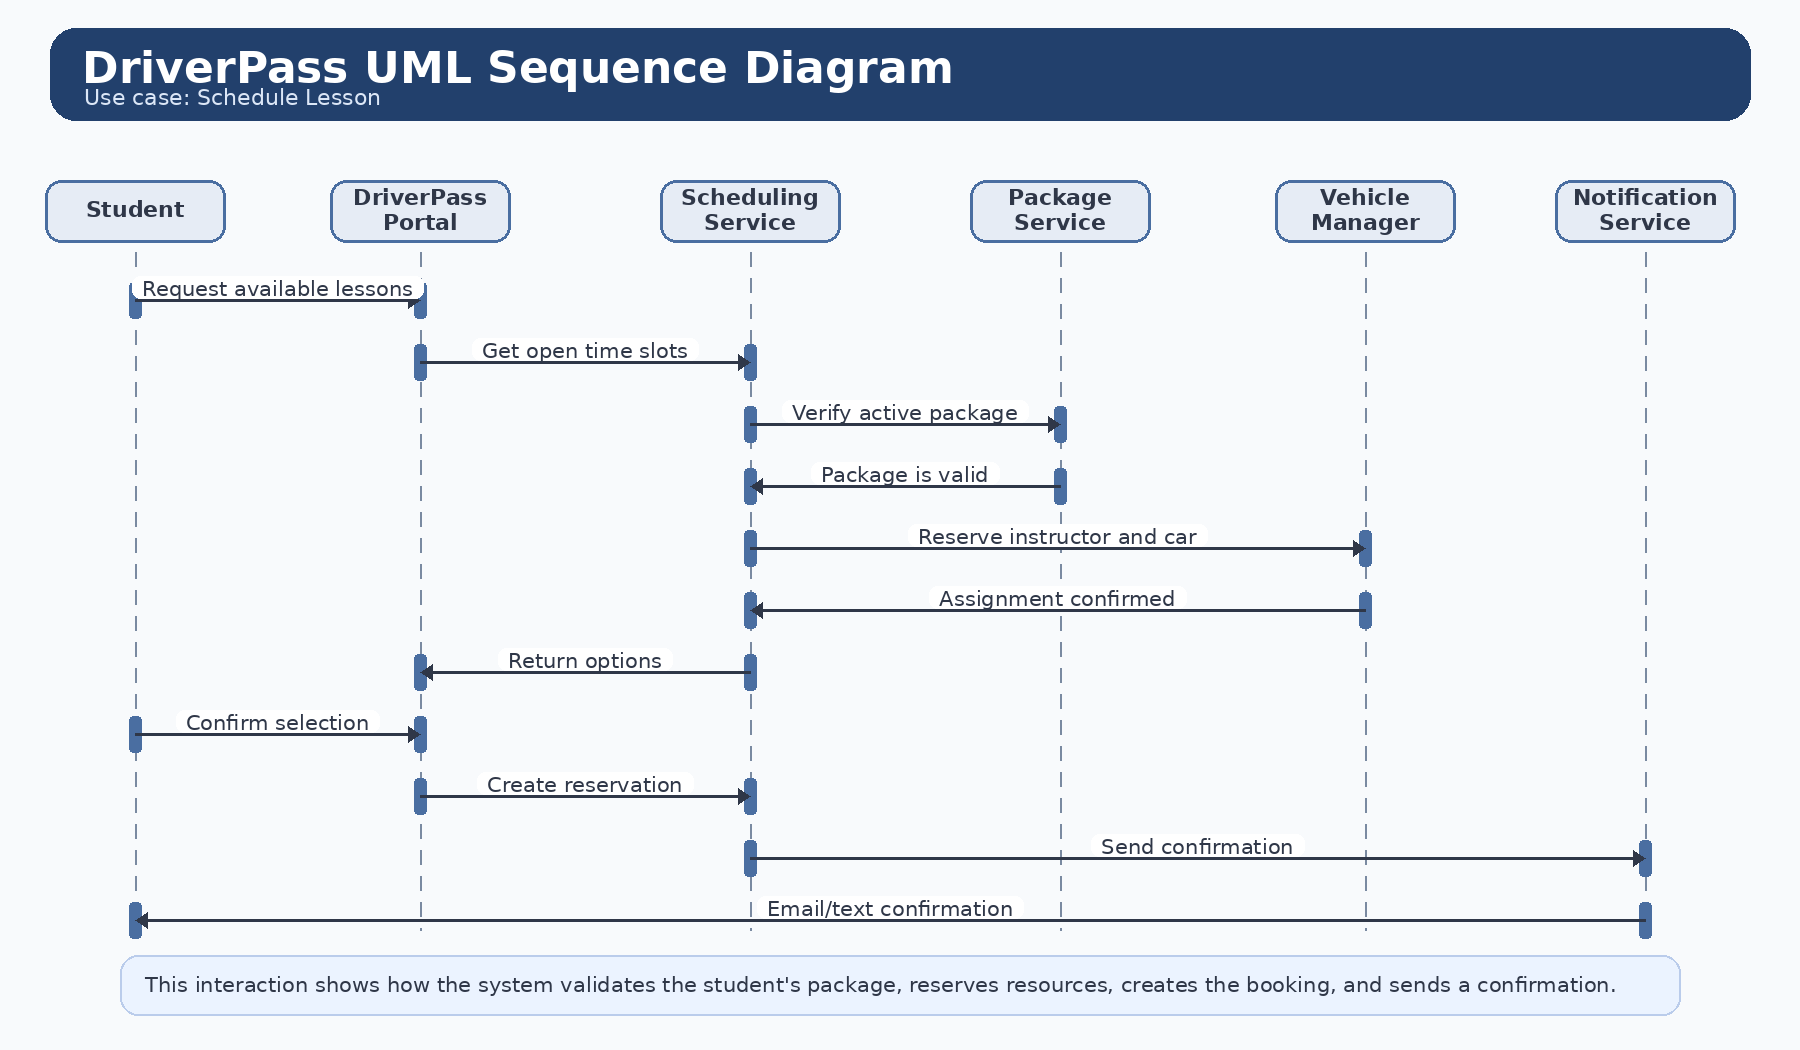 DriverPass UML Sequence Diagram
Use case: Schedule Lesson
Student
DriverPass
Portal
Scheduling
Service
Package
Service
Vehicle
Manager
Notification
Service
Request available lessons
Get open time slots
Verify active package
Package is valid
Reserve instructor and car
Assignment confirmed
Return options
Confirm selection
Create reservation
Send confirmation
Email/text confirmation
This interaction shows how the system validates the student's package, reserves resources, creates the booking, and sends a confirmation.